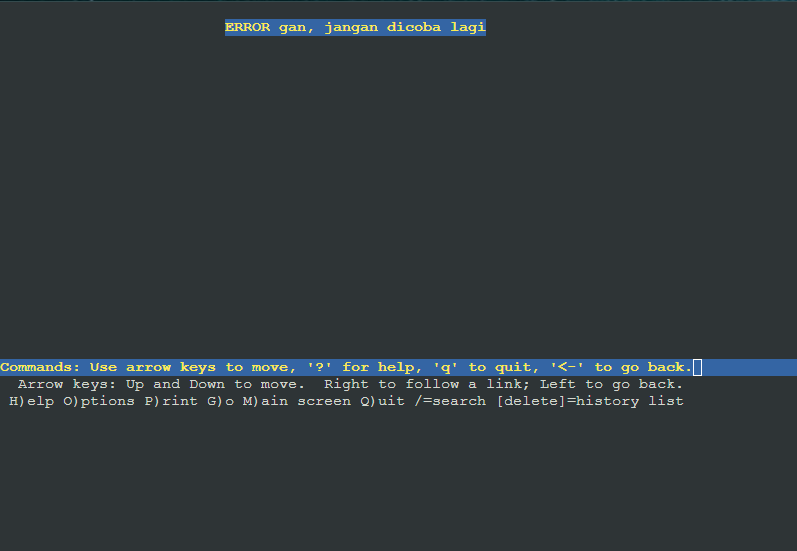 ERROR gan, jangan dicoba lagi
Commands: Use arrow keys to move, '?' for help, 'q' to quit, '<-' to go back.
Arrow keys: Up and Down to move.  Right to follow a link; Left to go back.
H)elp O)ptions P)rint G)o M)ain screen Q)uit /=search [delete]=history list